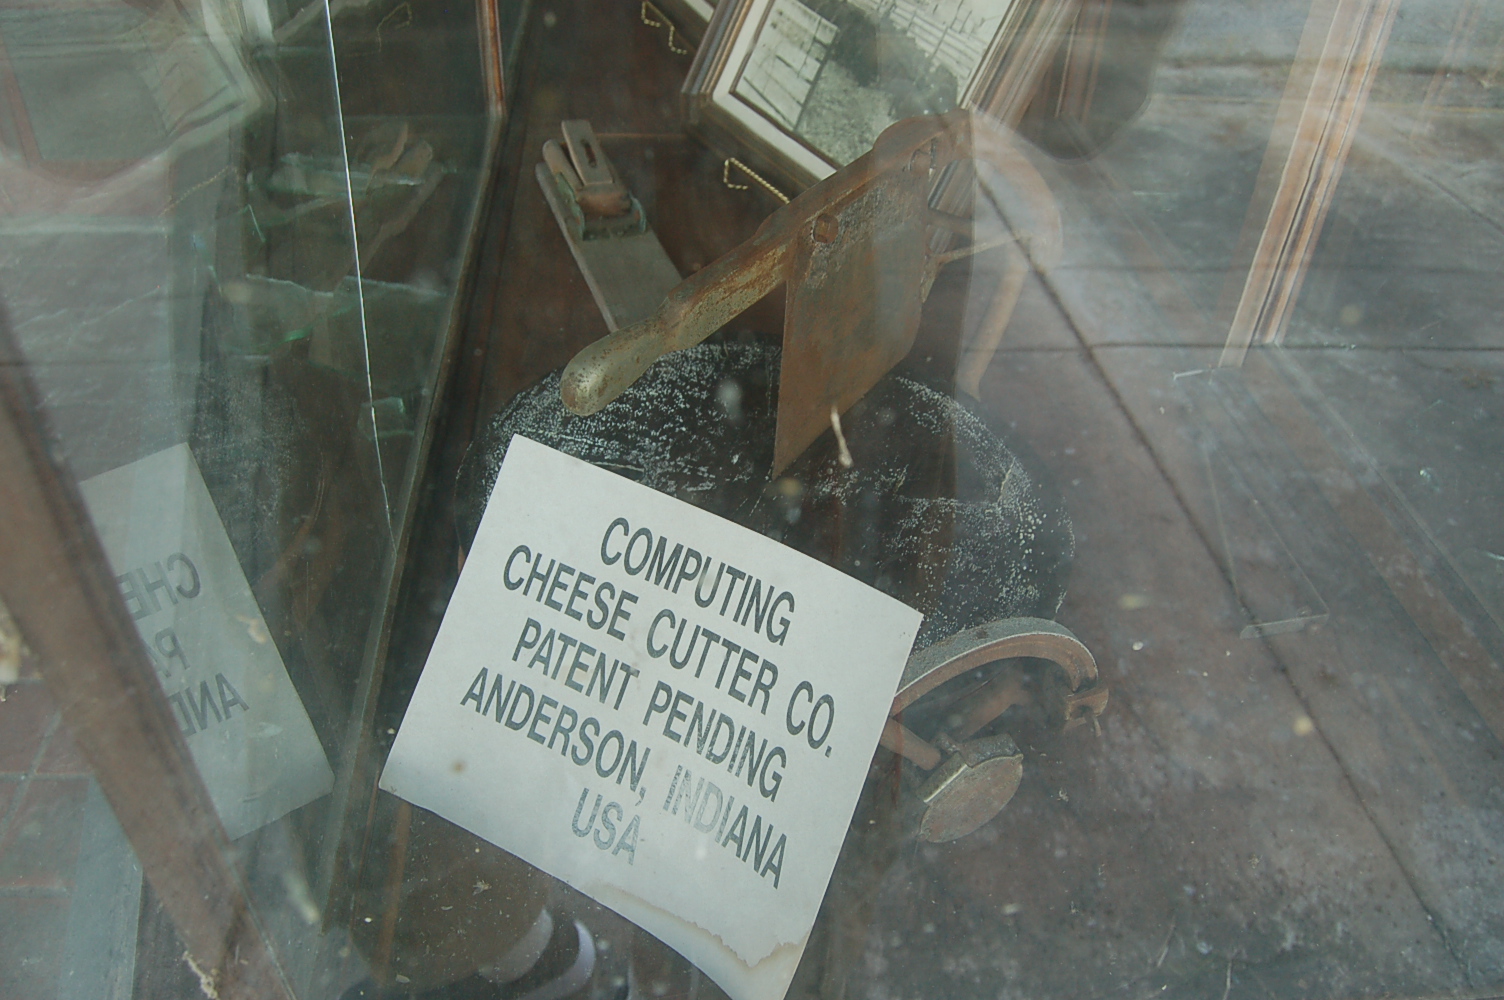 COMPUTING
CHEESE CUTTER CO.
PATENT PENDING
ANDERSON, INDIANA
USA